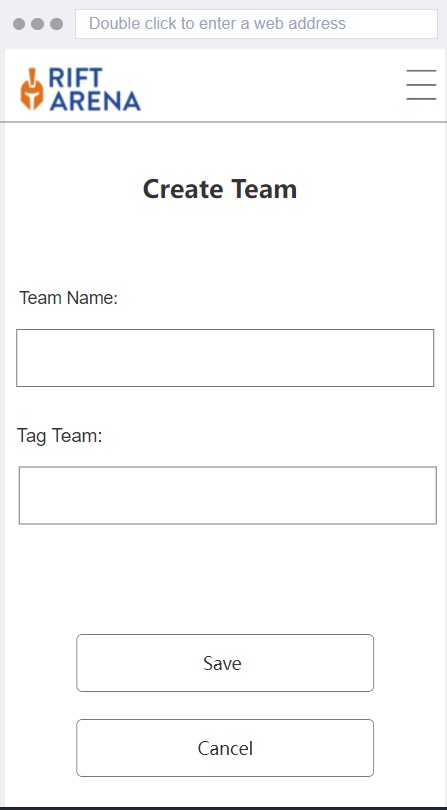 Double click to enter a web address
RIFT
ARENA
Create Team
Team Name:
Tag Team:
Save
Cancel